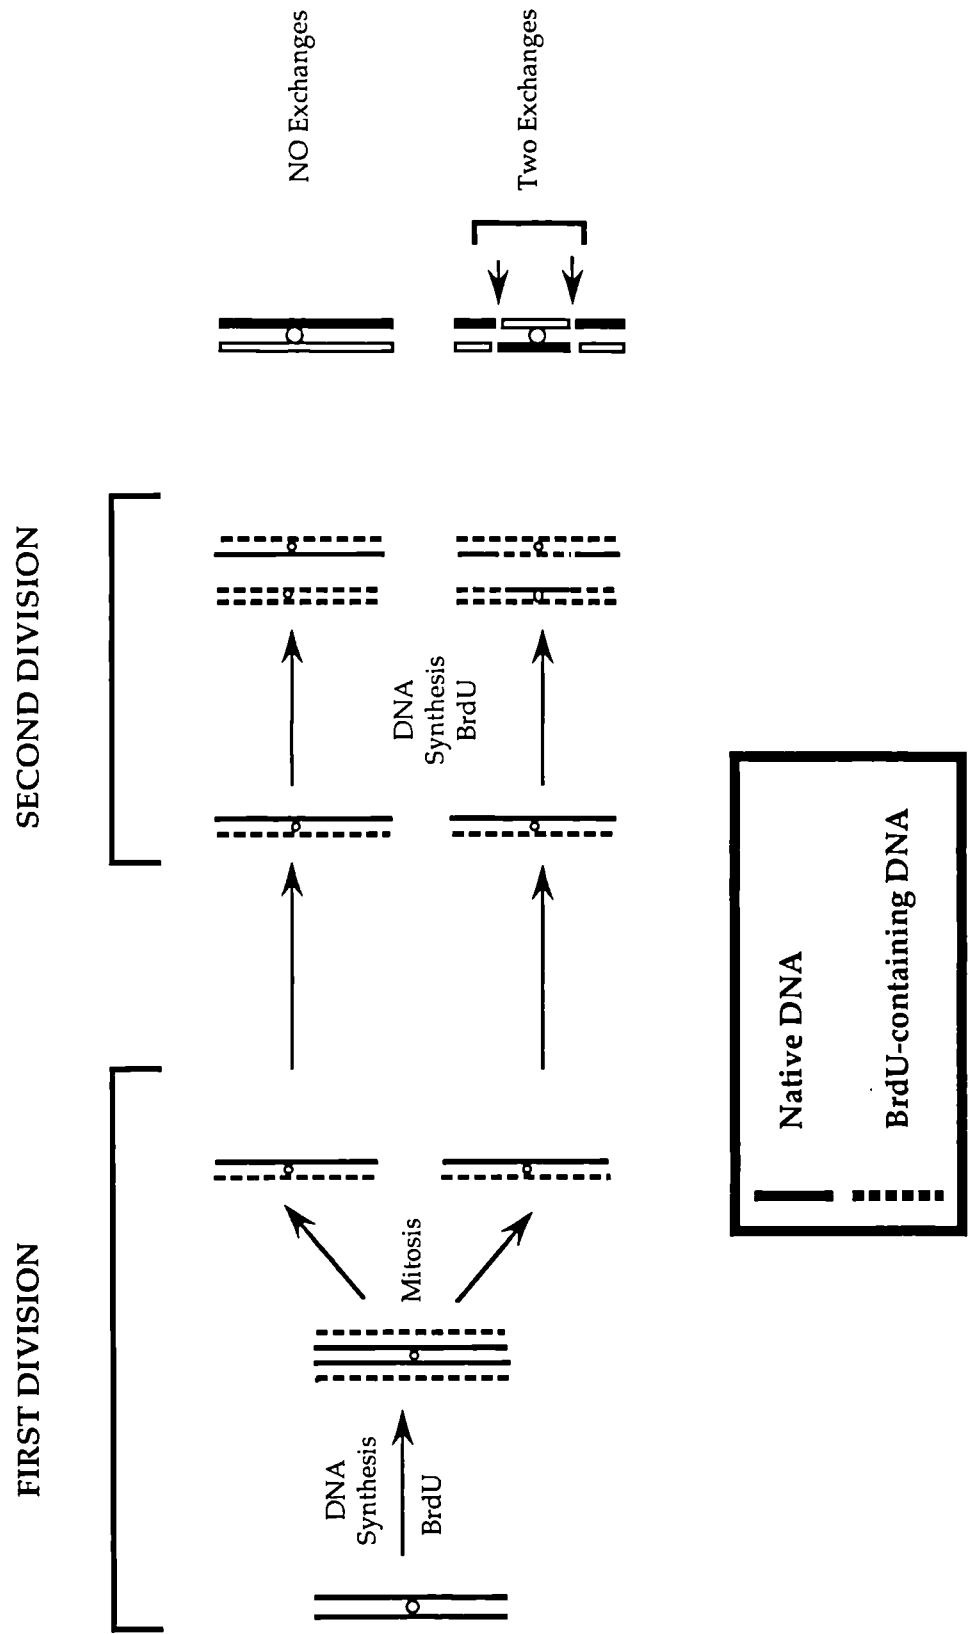 FIRST DIVISION
SECOND DIVISION
DNA
Synthesis
BrdU
Mitosis
DNA
Synthesis
BrdU
NO Exchanges
Two Exchanges
Native DNA
BrdU-containing DNA